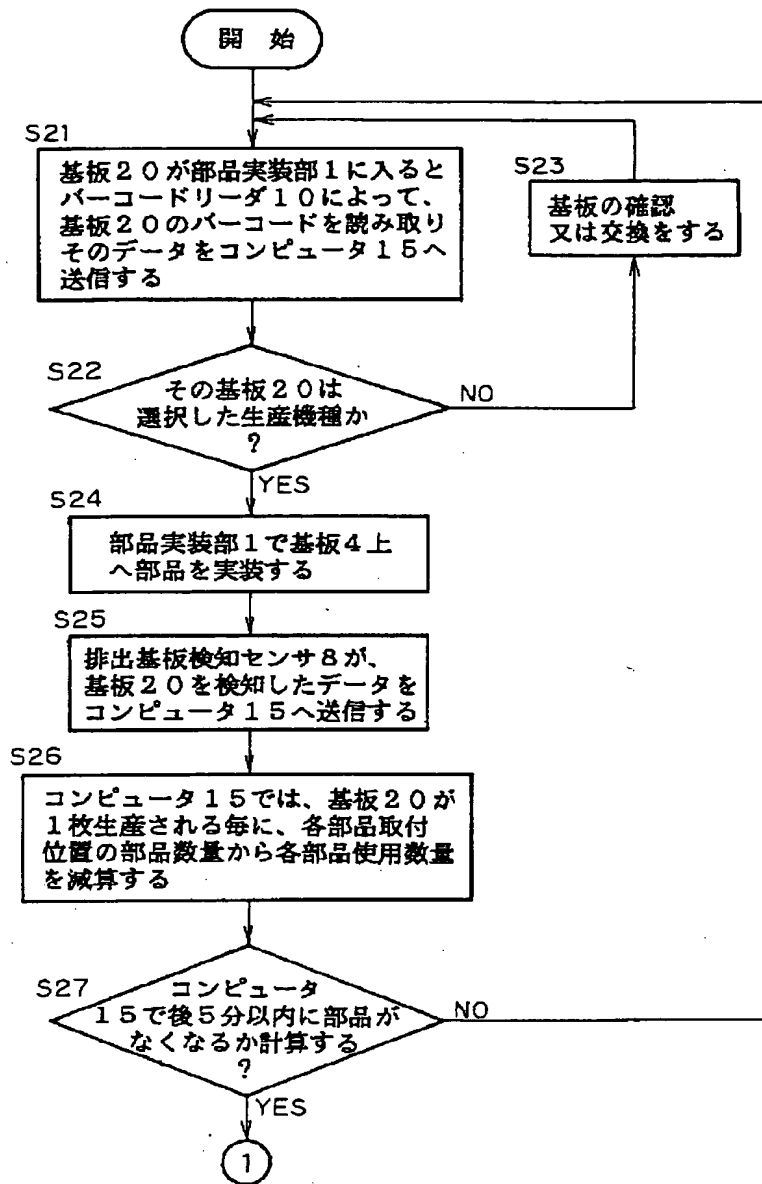 開 始
S21
基板20が部品実装部1に入ると
バーコードリーダ10によって、
基板20のバーコードを読み取り
そのデータをコンピュータ15へ
送信する
S23
基板の確認
又は交換をする
S22
その基板20は
選択した生産機種か
?
NO
YES
S24
部品実装部1で基板4上
へ部品を実装する
S25
排出基板検知センサ8が、
基板20を検知したデータを
コンピュータ15へ送信する
S26
コンピュータ15では、基板20が
1枚生産される毎に、各部品取付
位置の部品数量から各部品使用数量
を減算する
S27
コンピュータ
15で後5分以内に部品が
なくなるか計算する
?
NO
YES
1